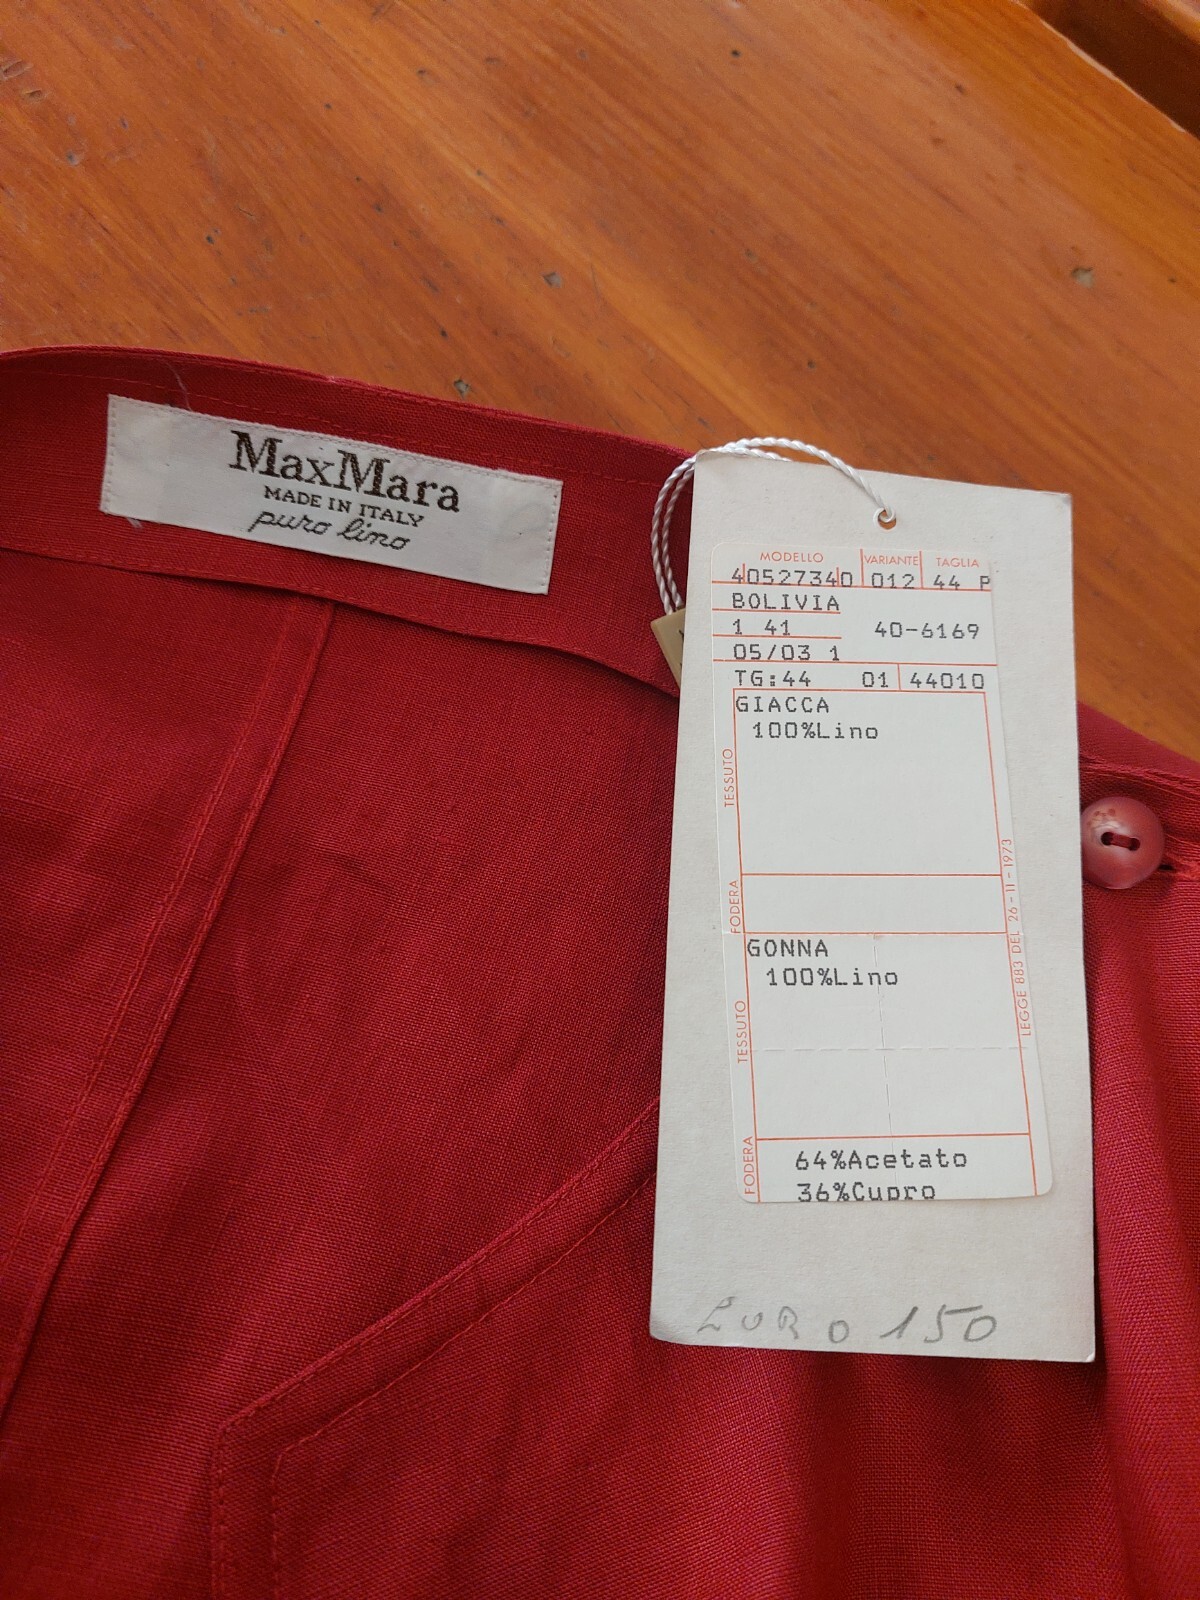 MaxMara
MADE IN ITALY
puro lino
MODELLO VARIANTE TAGLIA
40527340 012 44 P
BOLIVIA
1 41 40-6169
05/03 1
TG:44 01 44010
GIACCA
100%Lino
TESSUTO
FODERA
GONNA
100%Lino
TESSUTO
FODERA
64%Acetato
36%Cupro
LEGGE 883 DEL 26-11-1973
EURO 150